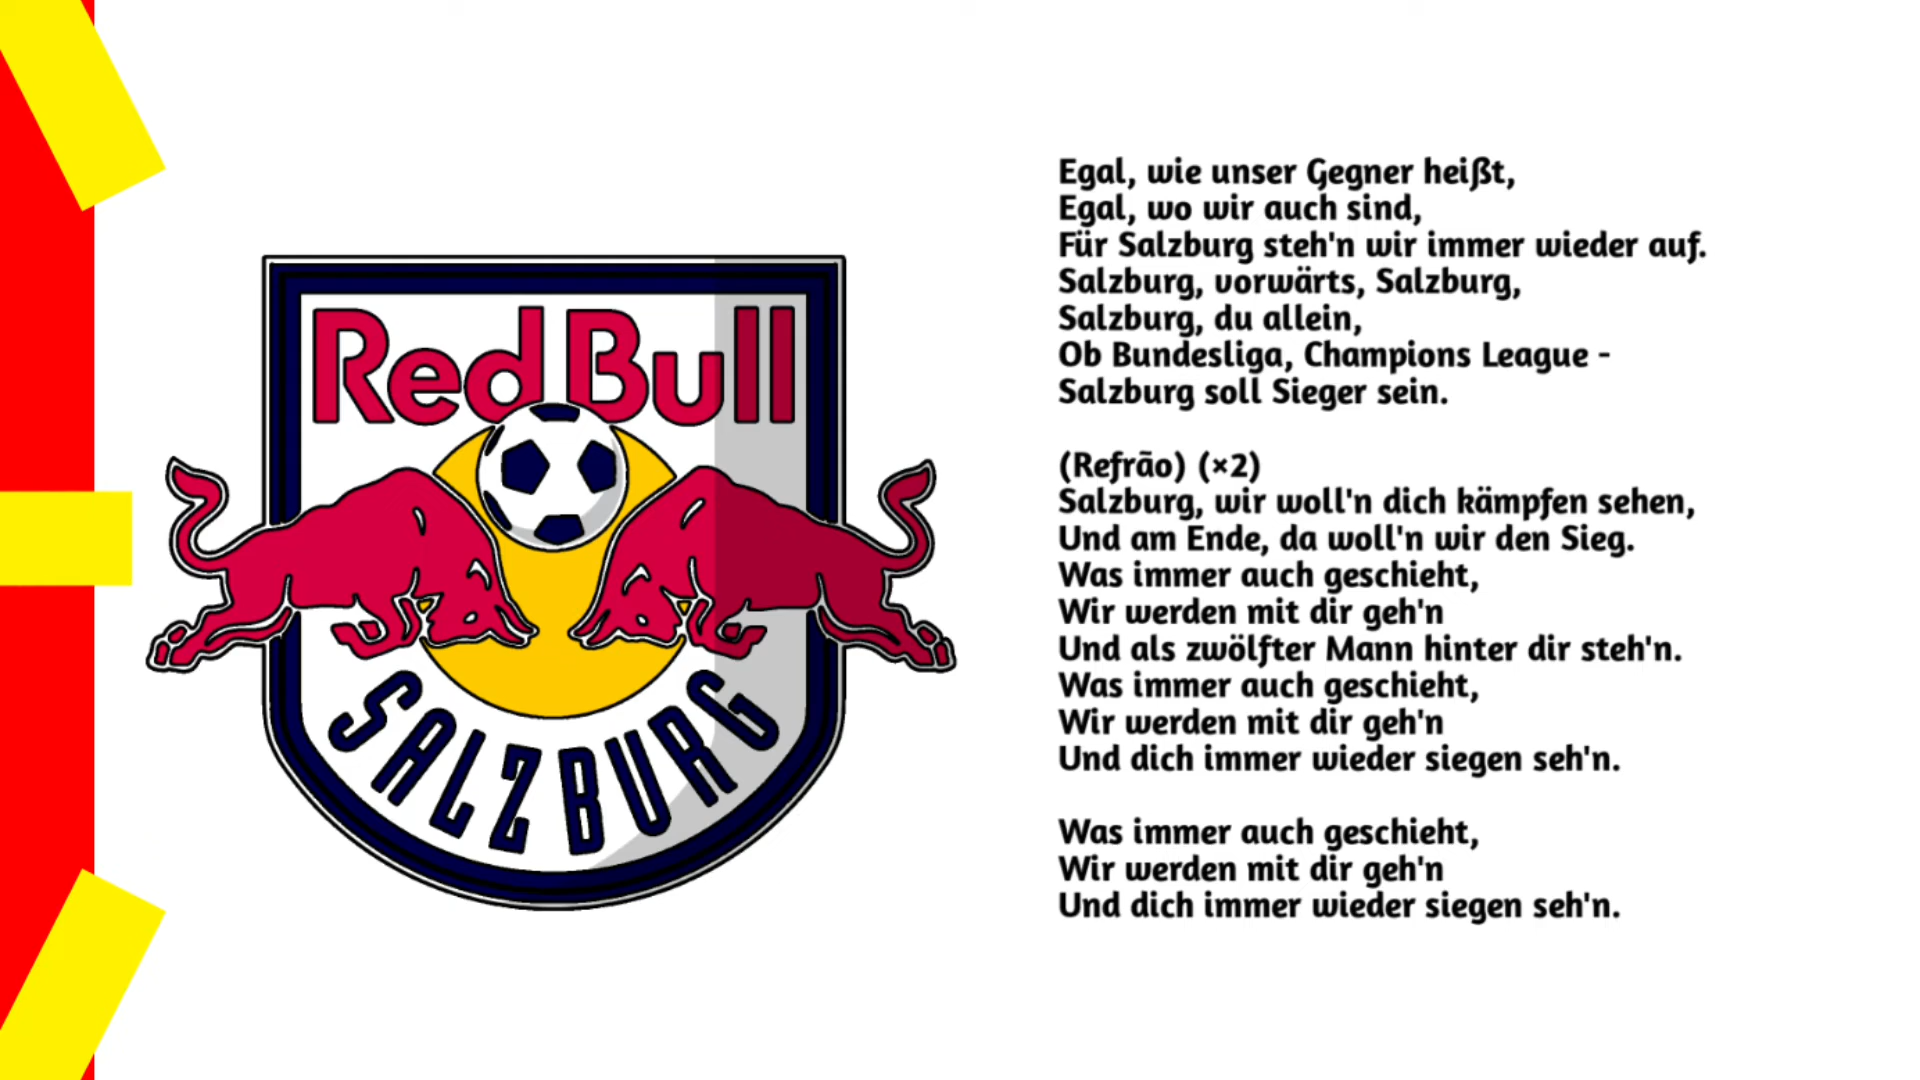 Red Bull
SALZBURG
Egal, wie unser Gegner heißt,
Egal, wo wir auch sind,
Für Salzburg steh'n wir immer wieder auf.
Salzburg, vorwärts, Salzburg,
Salzburg, du allein,
Ob Bundesliga, Champions League -
Salzburg soll Sieger sein.
(Refrão) (×2)
Salzburg, wir woll'n dich kämpfen sehen,
Und am Ende, da woll'n wir den Sieg.
Was immer auch geschieht,
Wir werden mit dir geh'n
Und als zwölfter Mann hinter dir steh'n.
Was immer auch geschieht,
Wir werden mit dir geh'n
Und dich immer wieder siegen seh'n.
Was immer auch geschieht,
Wir werden mit dir geh'n
Und dich immer wieder siegen seh'n.